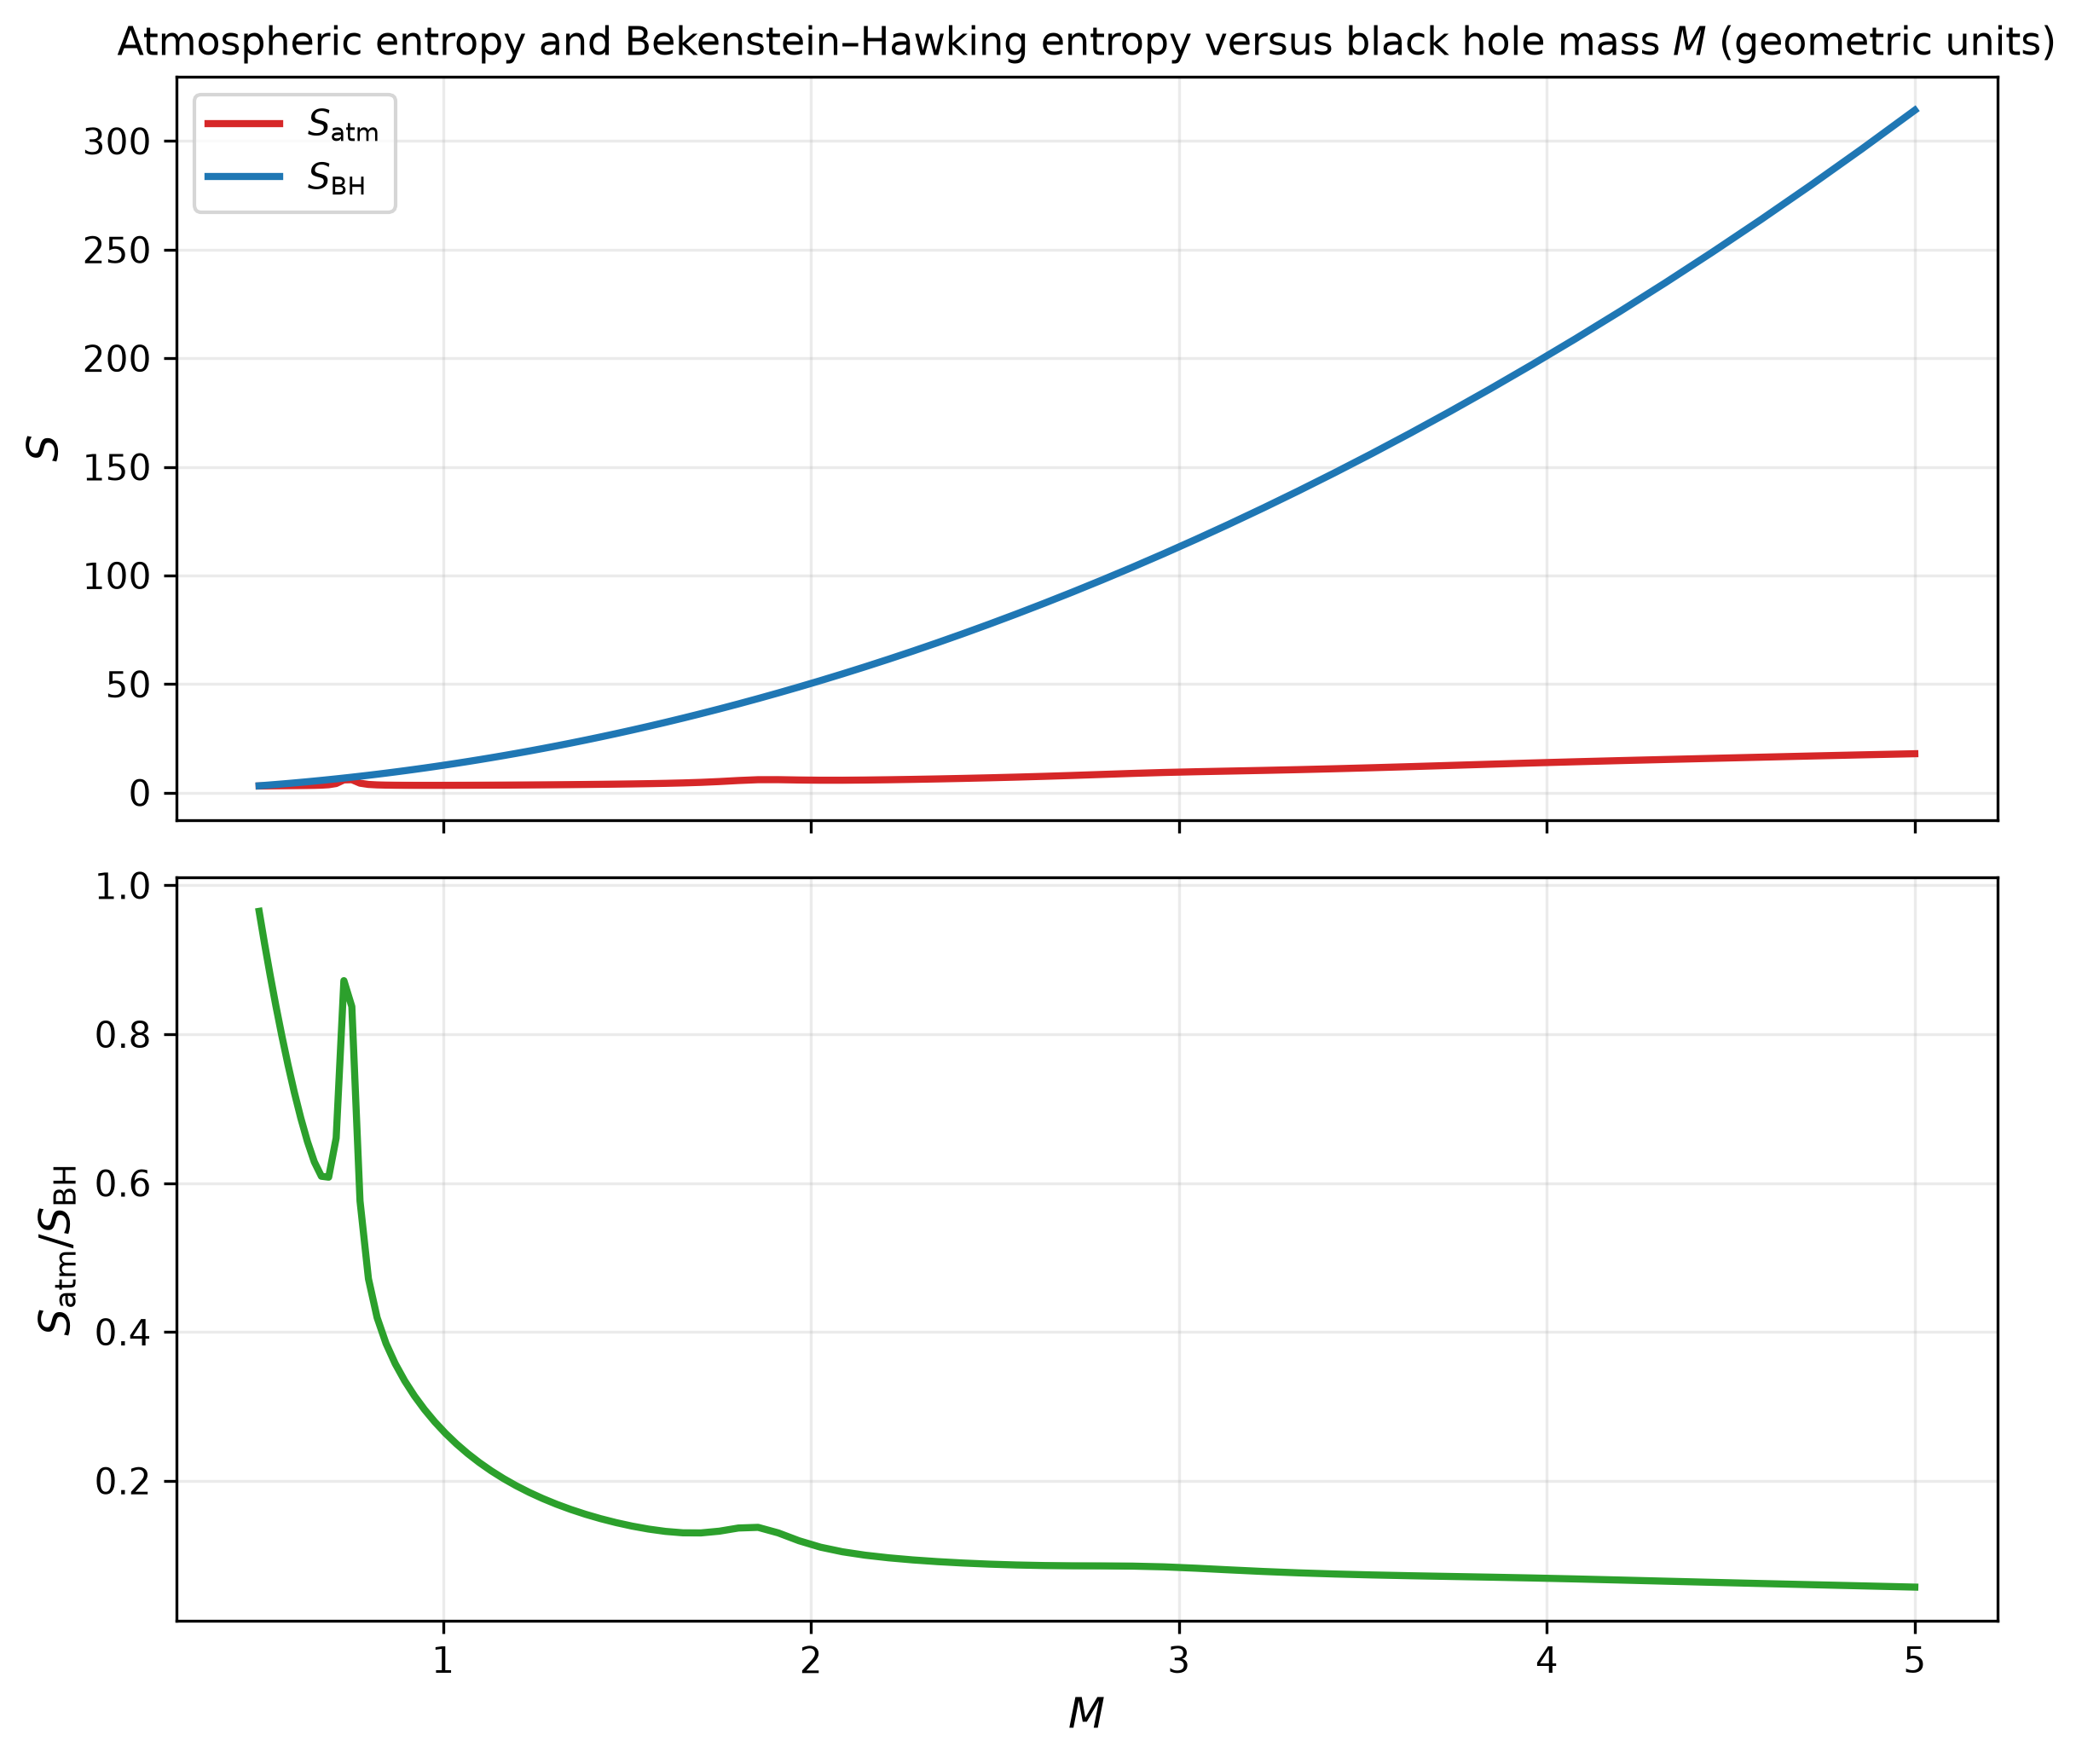 Atmospheric entropy and Bekenstein–Hawking entropy versus black hole mass M (geometric units)
S_atm
S_BH
S
300
250
200
150
100
50
0
S_atm/S_BH
1.0
0.8
0.6
0.4
0.2
1 2 3 4 5
M